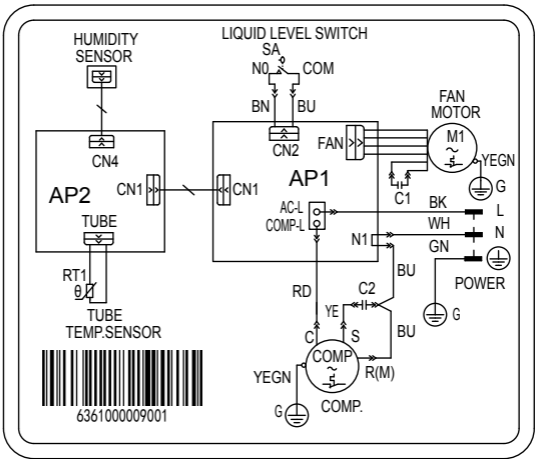 HUMIDITY
SENSOR
LIQUID LEVEL SWITCH
SA
N0
COM
BN
BU
FAN
MOTOR
M1
CN4
CN2
FAN
YEGN
G
C1
AP2
CN1
CN1
AP1
AC-L
COMP-L
BK
L
WH
N
N1
GN
POWER
TUBE
RT1
θ
TUBE
TEMP.SENSOR
RD
YE
C2
BU
BU
G
C
S
COMP
R(M)
YEGN
G
COMP.
6361000009001